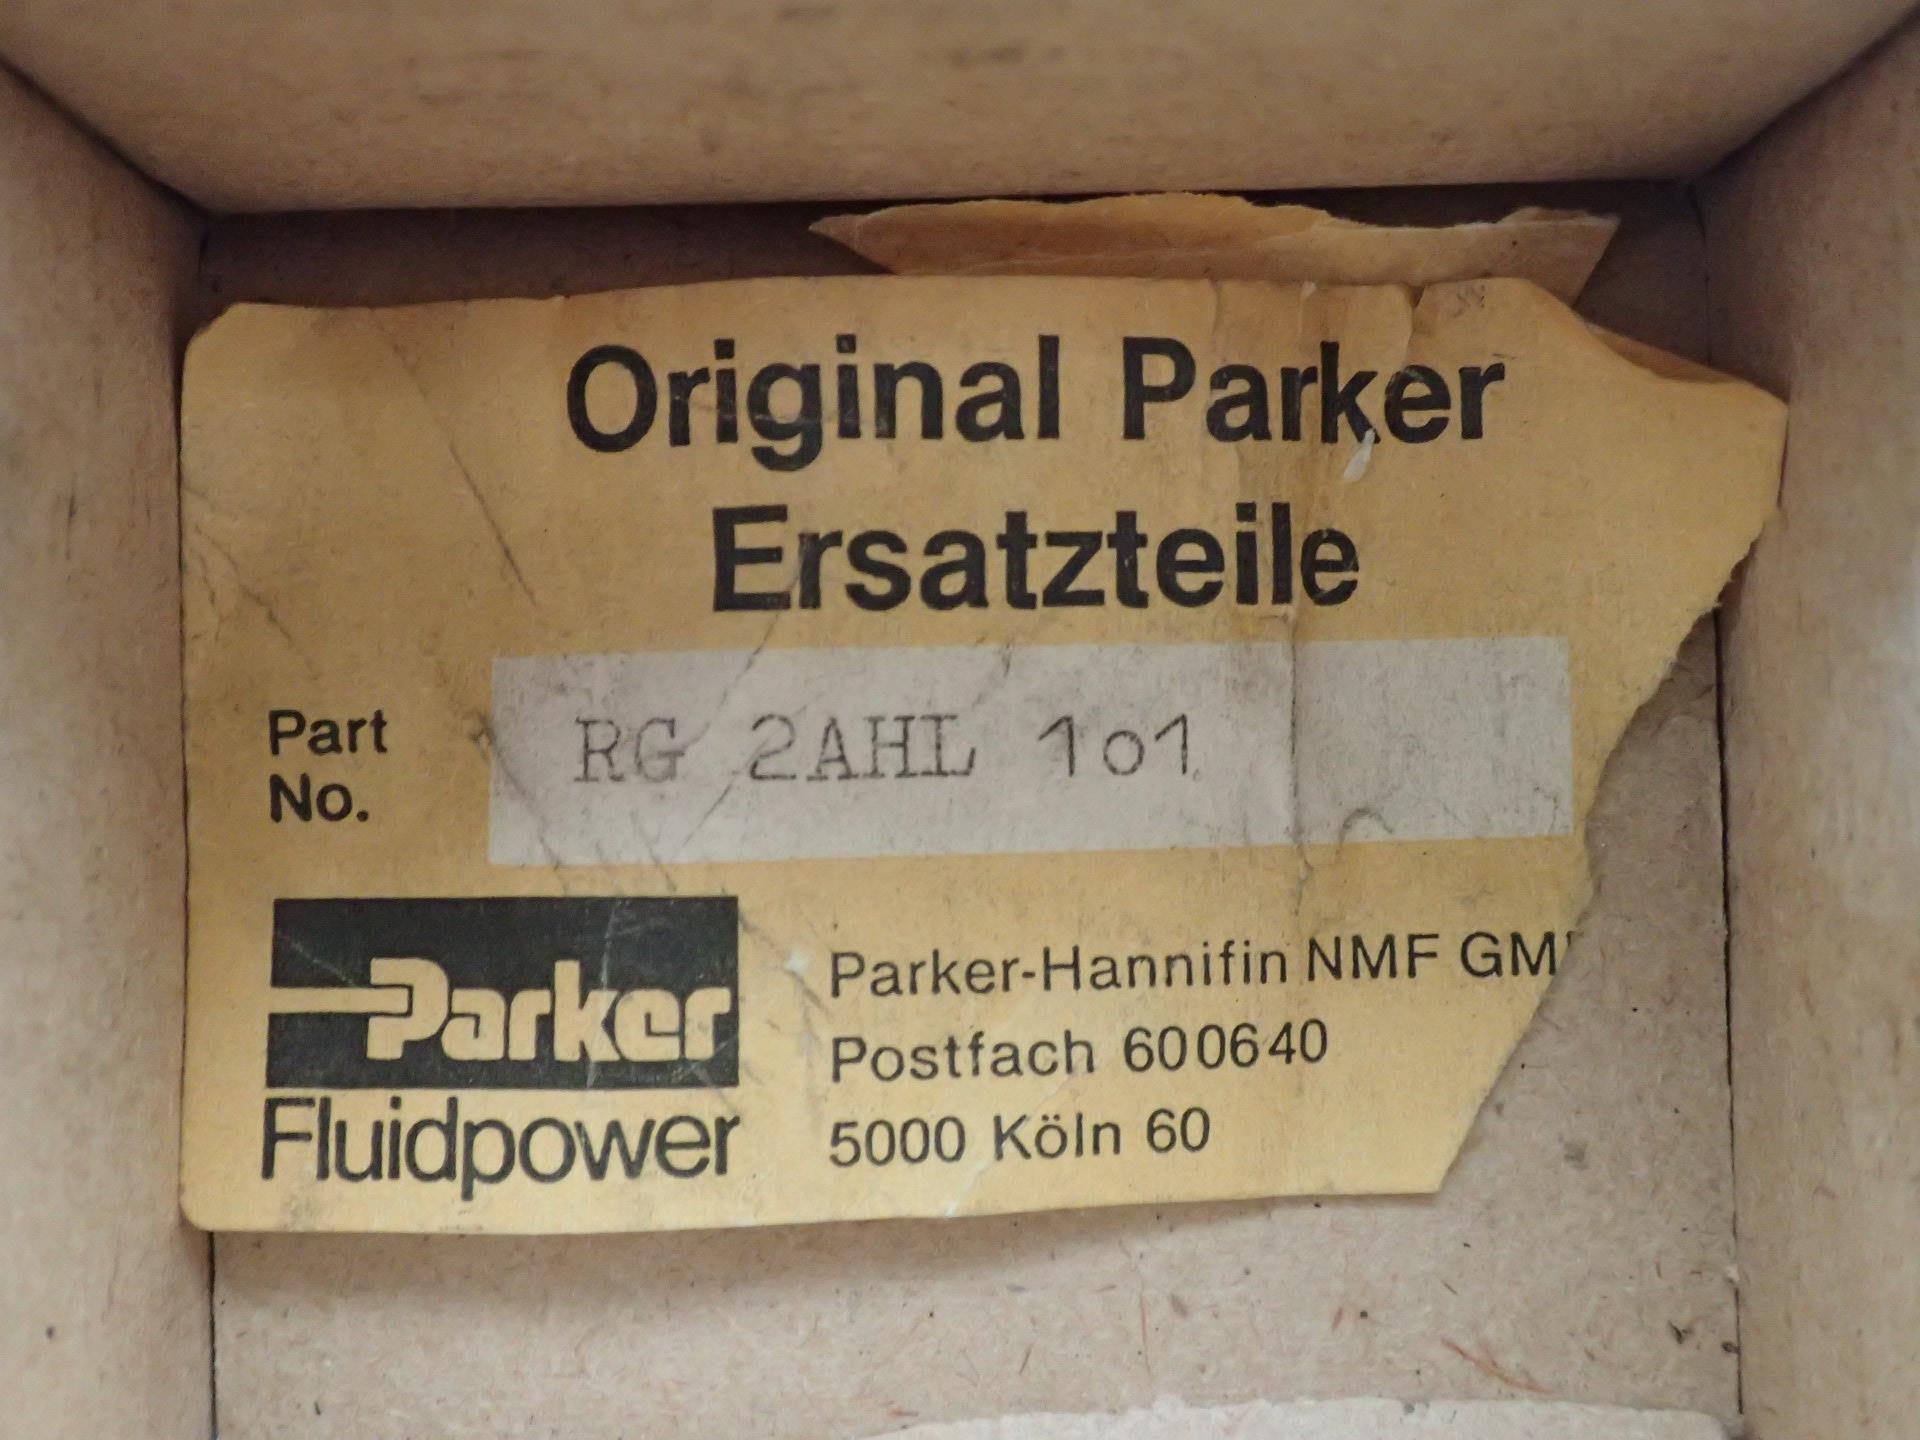 Original Parker
Ersatzteile
Part
No.
RG 2AHL 1o1
Parker
Fluidpower
Parker-Hannifin NMF
Postfach 600640
5000 Köln 60